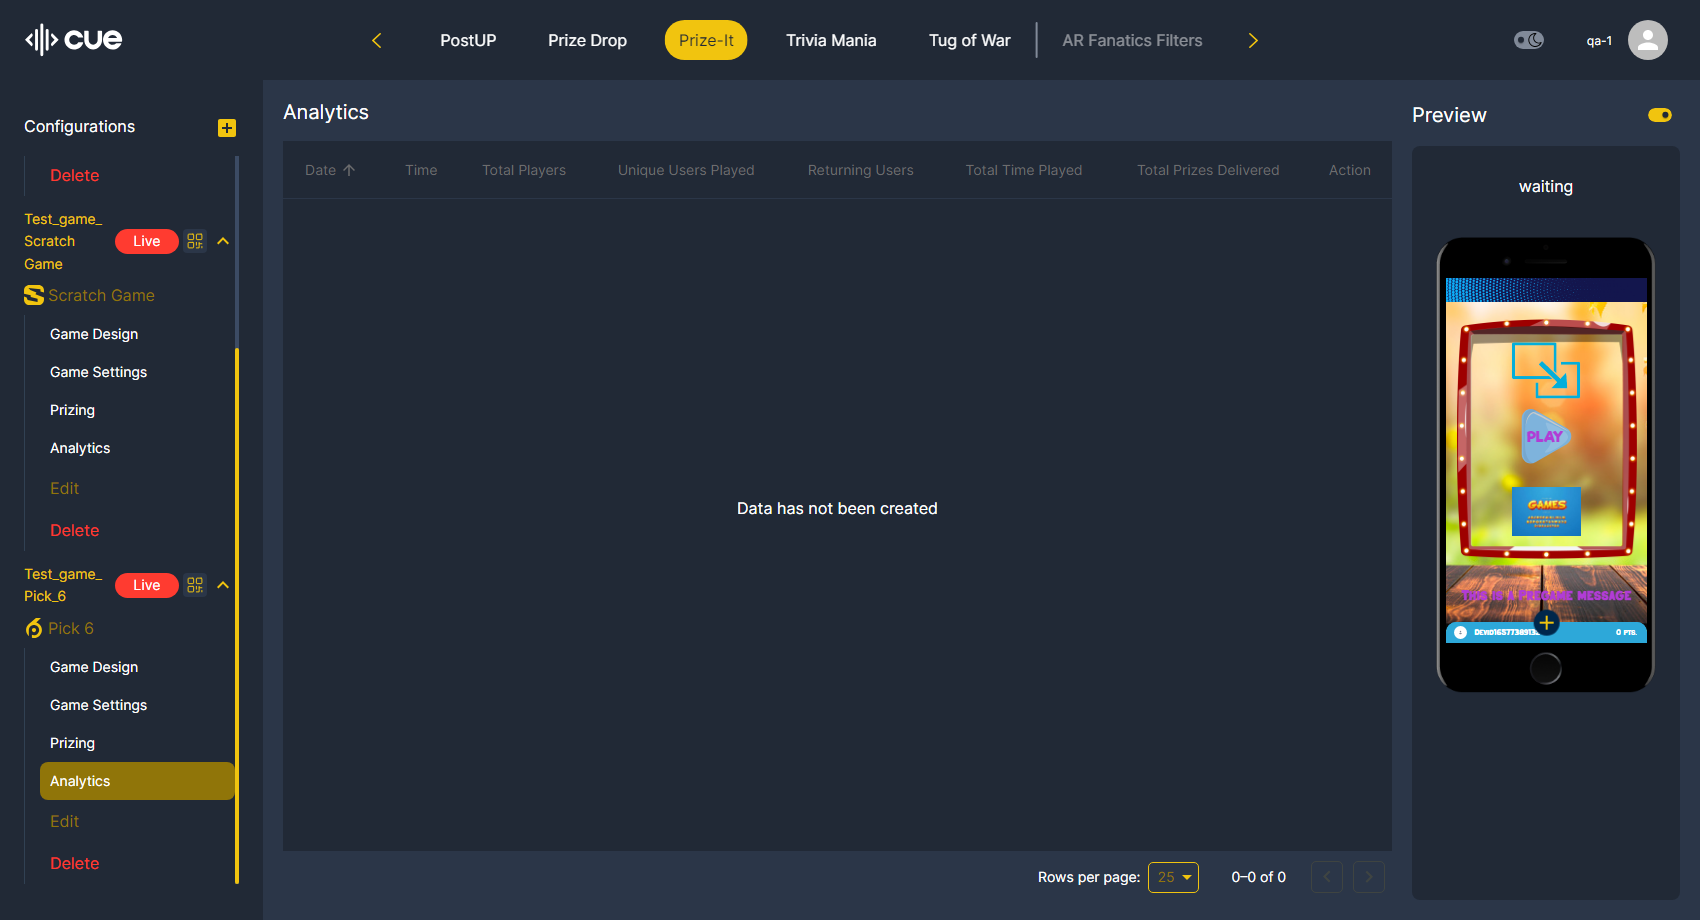 cue
PostUP
Prize Drop
Prize-It
Trivia Mania
Tug of War
AR Fanatics Filters
qa-1
Configurations
Delete
Test_game_
Scratch
Game
Live
Scratch Game
Game Design
Game Settings
Prizing
Analytics
Edit
Delete
Test_game_
Pick_6
Live
Pick 6
Game Design
Game Settings
Prizing
Analytics
Edit
Delete
Analytics
Date
Time
Total Players
Unique Users Played
Returning Users
Total Time Played
Total Prizes Delivered
Action
Data has not been created
Rows per page:
25
0–0 of 0
Preview
waiting
PLAY
GAMES
This is a Pregame message
0 pts.